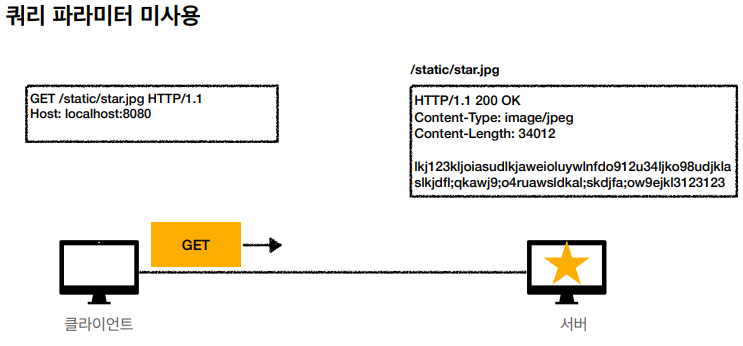 쿼리 파라미터 미사용
GET /static/star.jpg HTTP/1.1
Host: localhost:8080
/static/star.jpg
HTTP/1.1 200 OK
Content-Type: image/jpeg
Content-Length: 34012
lkj123kljoiasudlkjaweioluywlnfdo912u34ljko98udjkla
slkjdfl;qkawj9;o4ruawsldkal;skdjfa;ow9ejkl3123123
GET
클라이언트
서버